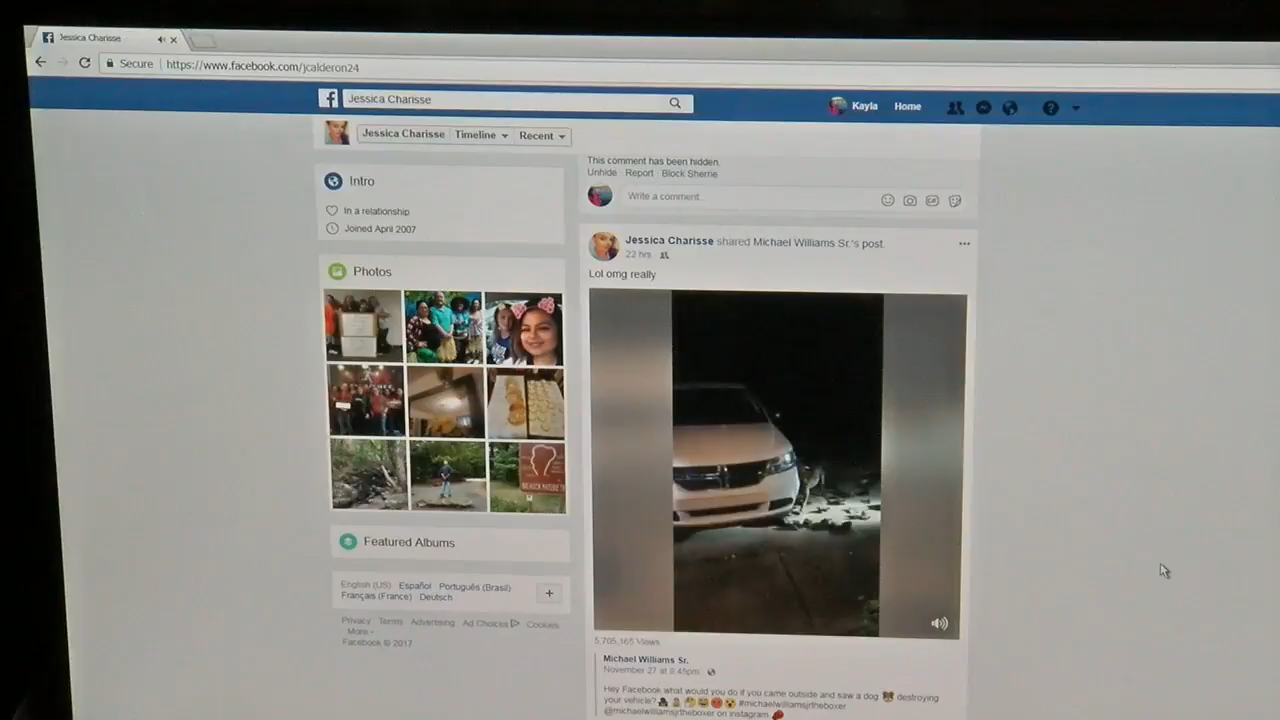 Jessica Charisse
Secure https://www.facebook.com/jcalderon24
Jessica Charisse
Kayla Home
Jessica Charisse Timeline Recent
This comment has been hidden.
Unhide · Report · Block Sherrie
Write a comment...
Intro
In a relationship
Joined April 2007
Photos
Featured Albums
English (US) Español Português (Brasil)
Français (France) Deutsch
Privacy Terms Advertising Ad Choices Cookies
More
Facebook © 2017
Jessica Charisse shared Michael Williams Sr.'s post.
22 hrs
Lol omg really
5,705,165 Views
Michael Williams Sr.
November 27 at 8:45pm
Hey Facebook what would you do if you came outside and saw a dog destroying
your vehicle? #michaelwilliamsjrtheboxer
@michaelwilliamsjrtheboxer on instagram